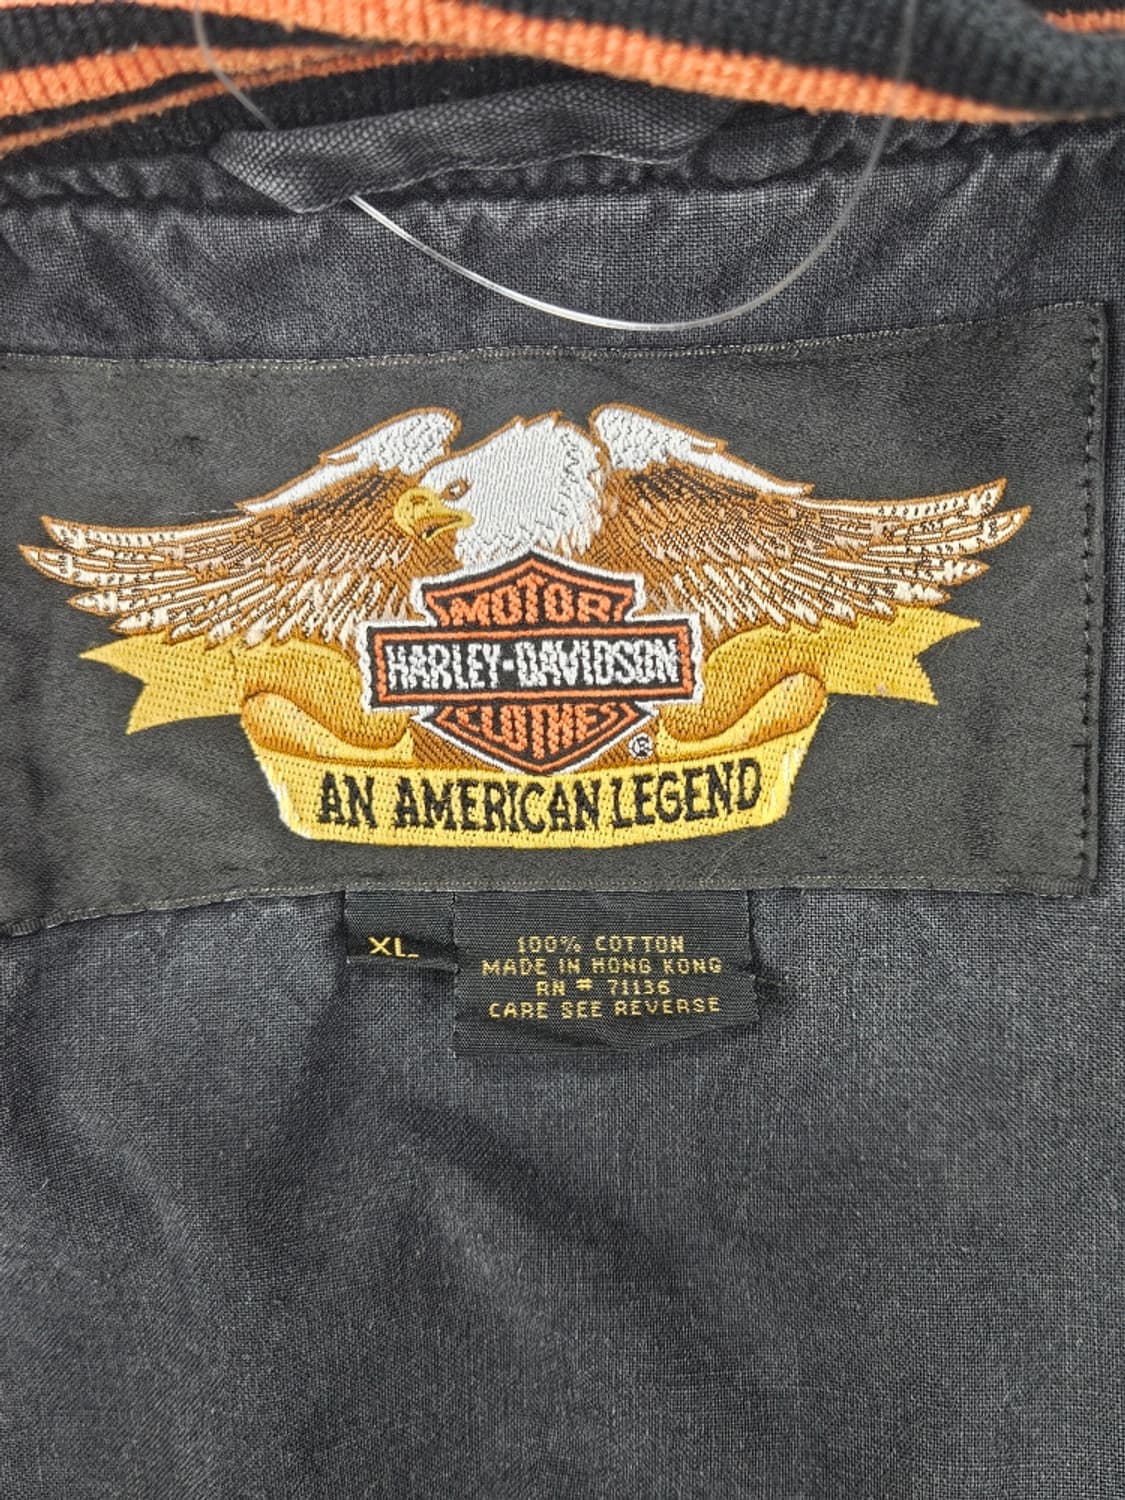 MOTOR
HARLEY-DAVIDSON
CLOTHES
®
AN AMERICAN LEGEND
XL
100% COTTON
MADE IN HONG KONG
RN # 71136
CARE SEE REVERSE